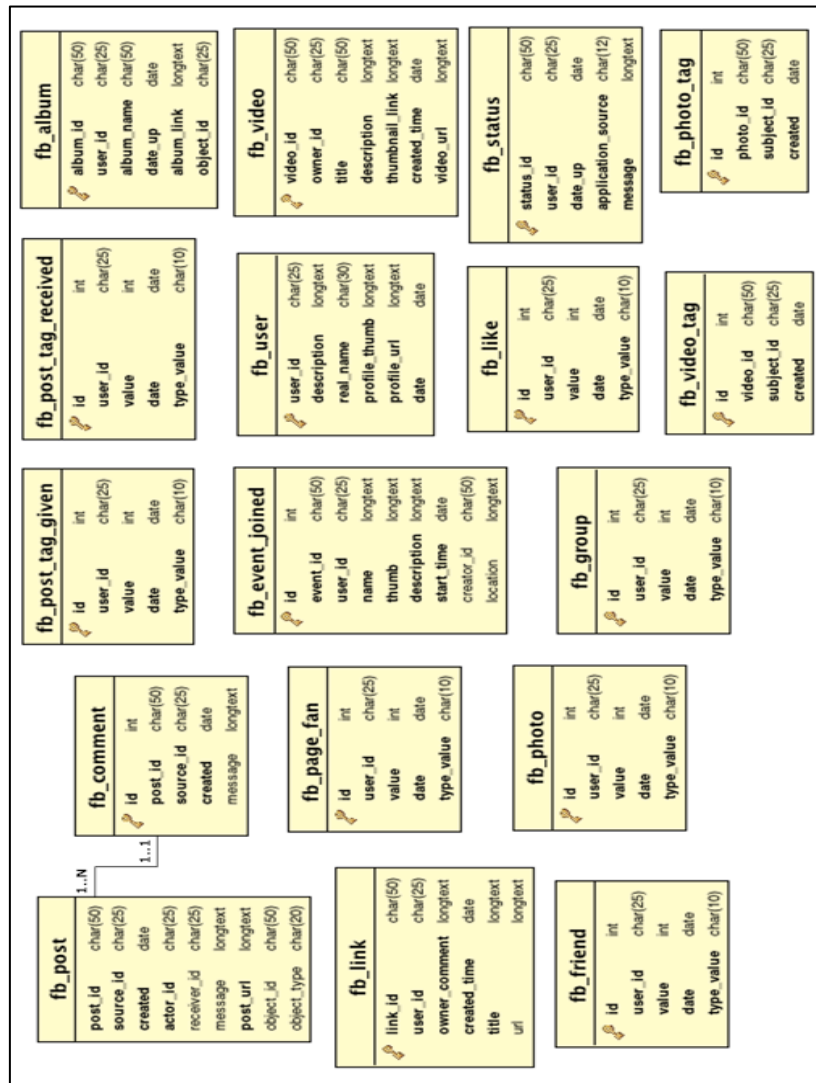 fb_post
post_id char(50)
source_id char(25)
created date
actor_id char(25)
receiver_id char(25)
message longtext
post_url longtext
object_id char(50)
object_type char(20)
1..N
1..1
fb_comment
id int
post_id char(50)
source_id char(25)
created date
message longtext
fb_post_tag_given
id int
user_id char(25)
value int
date date
type_value char(10)
fb_post_tag_received
id int
user_id char(25)
value int
date date
type_value char(10)
fb_album
album_id char(50)
user_id char(25)
album_name char(50)
date_up date
album_link longtext
object_id char(25)
fb_link
link_id char(50)
user_id char(25)
owner_comment longtext
created_time date
title longtext
url longtext
fb_page_fan
id int
user_id char(25)
value int
date date
type_value char(10)
fb_event_joined
id int
event_id char(50)
user_id char(25)
name longtext
thumb longtext
description longtext
start_time date
creator_id char(50)
location longtext
fb_user
user_id char(25)
description longtext
real_name char(30)
profile_thumb longtext
profile_url longtext
date date
fb_video
video_id char(50)
owner_id char(25)
title char(50)
description longtext
thumbnail_link longtext
created_time date
video_url longtext
fb_friend
id int
user_id char(25)
value int
date date
type_value char(10)
fb_photo
id int
user_id char(25)
value int
date date
type_value char(10)
fb_group
id int
user_id char(25)
value int
date date
type_value char(10)
fb_like
id int
user_id char(25)
value int
date date
type_value char(10)
fb_status
status_id char(50)
user_id char(25)
date_up date
application_source char(12)
message longtext
fb_video_tag
id int
video_id char(50)
subject_id char(25)
created date
fb_photo_tag
id int
photo_id char(50)
subject_id char(25)
created date